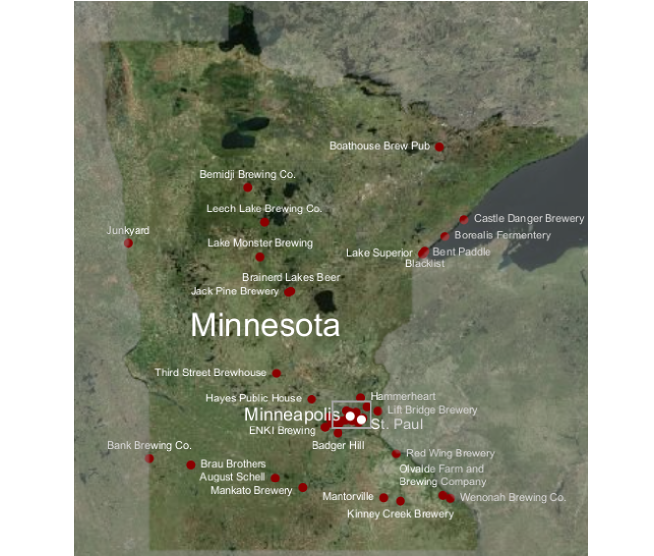 Boathouse Brew Pub
Bemidji Brewing Co.
Leech Lake Brewing Co.
Castle Danger Brewery
Junkyard
Borealis Fermentery
Lake Monster Brewing
Lake Superior
Bent Paddle
Blacklist
Brainerd Lakes Beer
Jack Pine Brewery
Minnesota
Third Street Brewhouse
Hayes Public House
Hammerheart
Minneapolis
Lift Bridge Brewery
St. Paul
ENKI Brewing
Badger Hill
Bank Brewing Co.
Red Wing Brewery
Brau Brothers
Olvalde Farm and
Brewing Company
August Schell
Mankato Brewery
Mantorville
Wenonah Brewing Co.
Kinney Creek Brewery